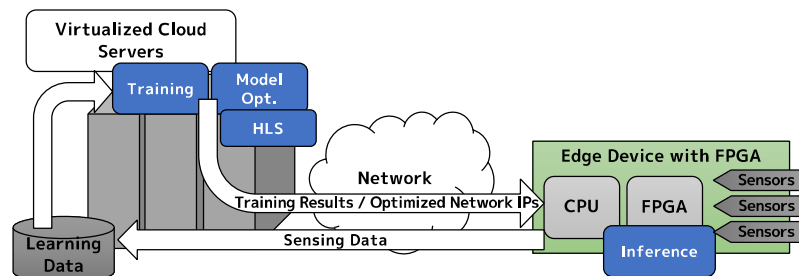 Virtualized Cloud
Servers
Training
Model
Opt.
HLS
Network
Training Results / Optimized Network IPs
Sensing Data
Learning
Data
Edge Device with FPGA
CPU
FPGA
Inference
Sensors
Sensors
Sensors